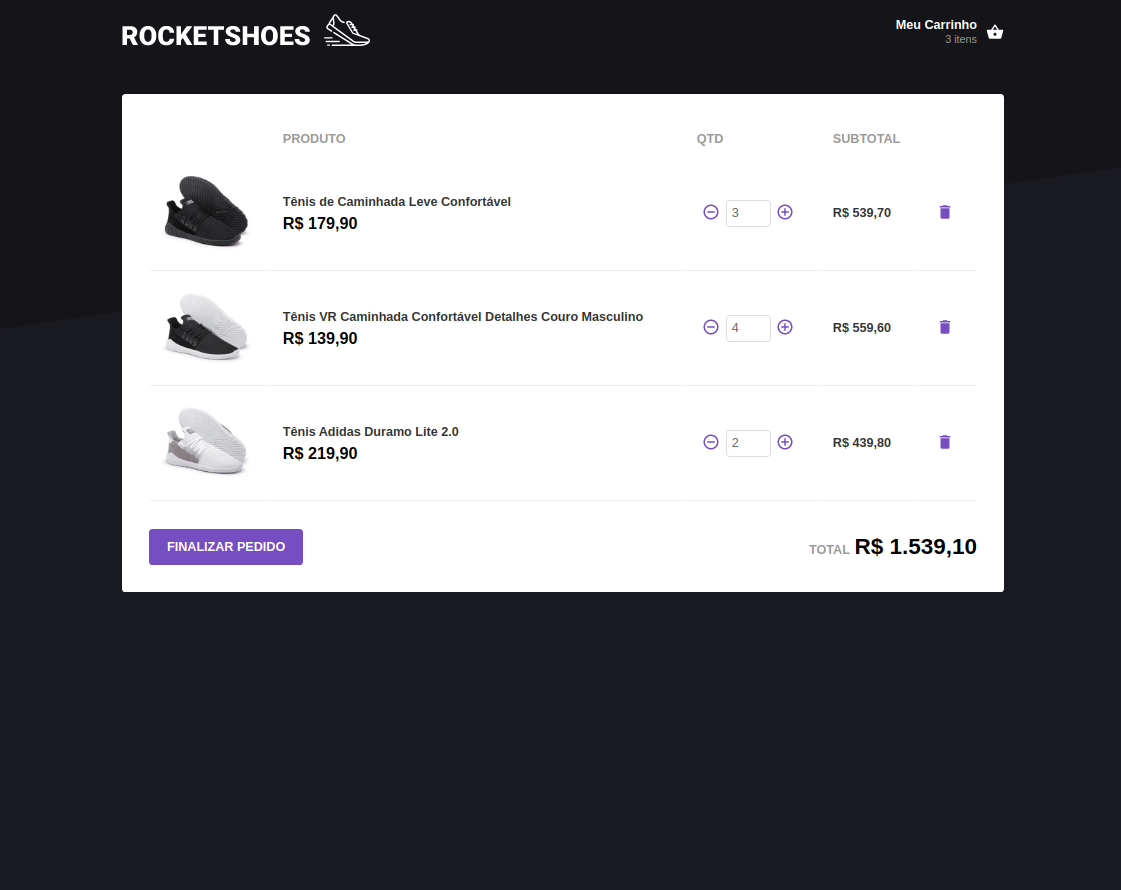 ROCKETSHOES
Meu Carrinho
3 itens
PRODUTO QTD SUBTOTAL
Tênis de Caminhada Leve Confortável
R$ 179,90
3
R$ 539,70
Tênis VR Caminhada Confortável Detalhes Couro Masculino
R$ 139,90
4
R$ 559,60
Tênis Adidas Duramo Lite 2.0
R$ 219,90
2
R$ 439,80
FINALIZAR PEDIDO
TOTAL R$ 1.539,10